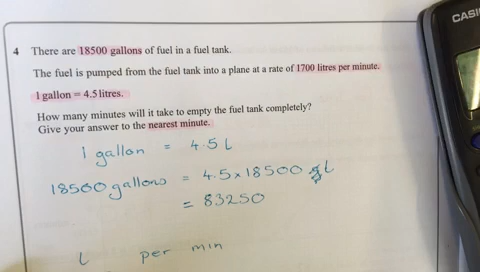 CASI
4 There are 18500 gallons of fuel in a fuel tank.
The fuel is pumped from the fuel tank into a plane at a rate of 1700 litres per minute.
1 gallon = 4.5 litres.
How many minutes will it take to empty the fuel tank completely?
Give your answer to the nearest minute.
1 gallon = 4.5 L
18500 gallons = 4.5 x 18500 L
= 83250
L per min